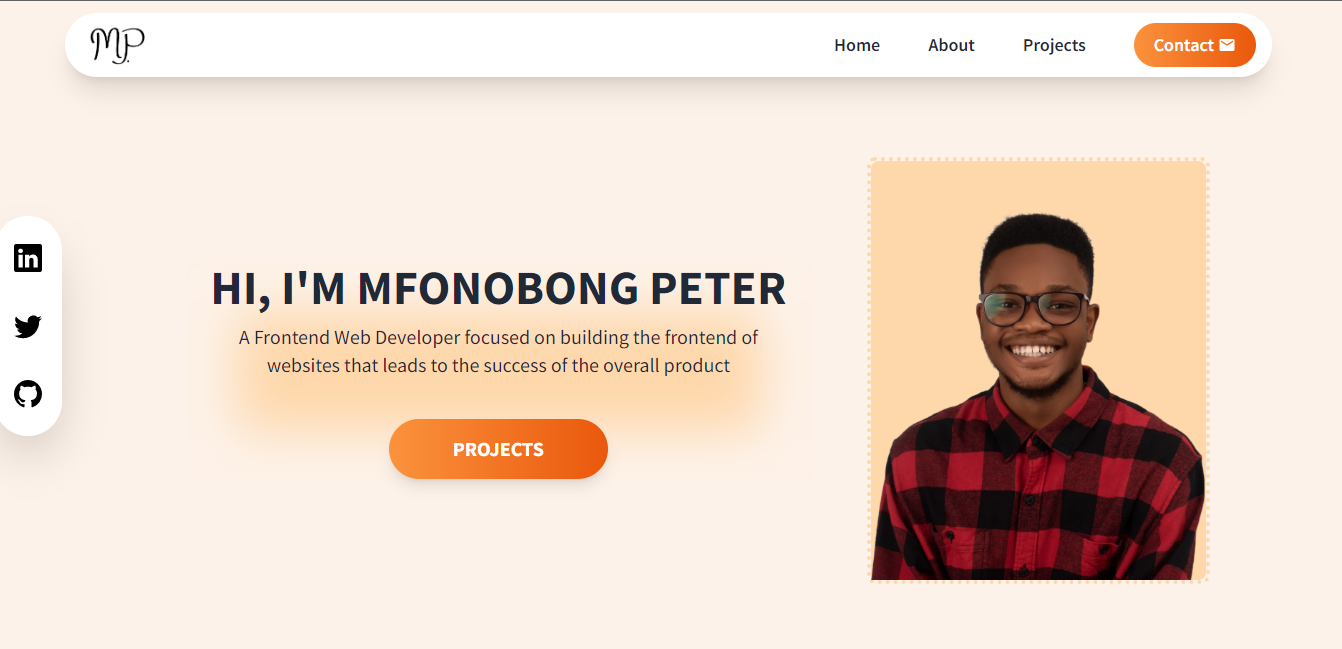 MP
Home
About
Projects
Contact
in
HI, I'M MFONOBONG PETER
A Frontend Web Developer focused on building the frontend of
websites that leads to the success of the overall product
PROJECTS